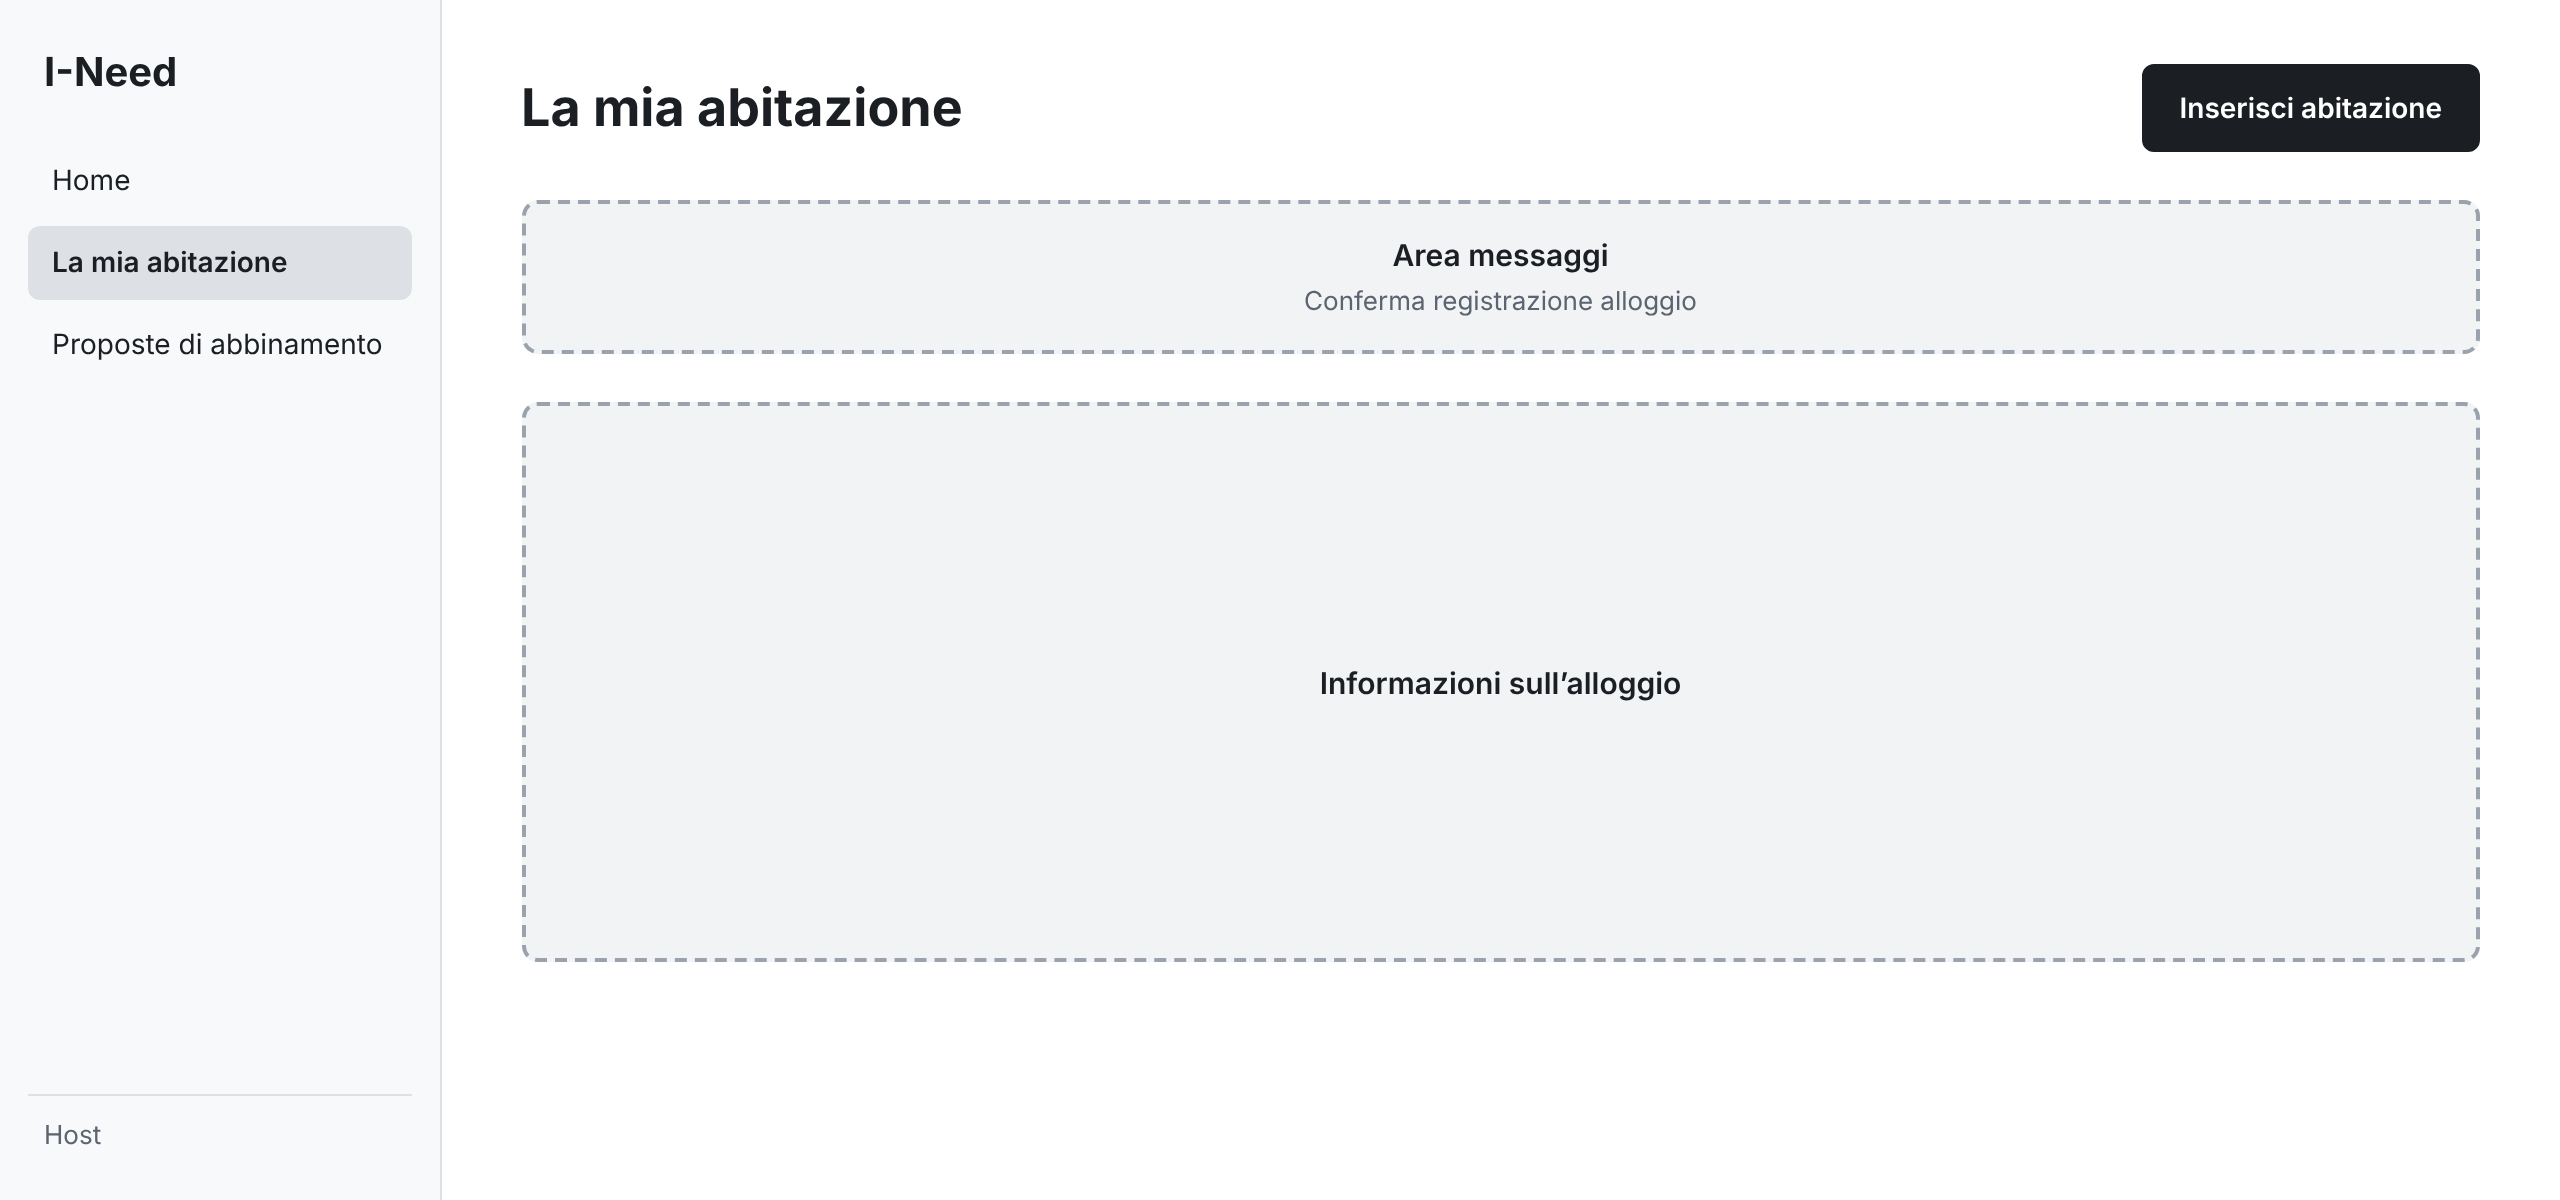 I-Need
Home
La mia abitazione
Proposte di abbinamento
Host
La mia abitazione
Inserisci abitazione
Area messaggi
Conferma registrazione alloggio
Informazioni sull’alloggio